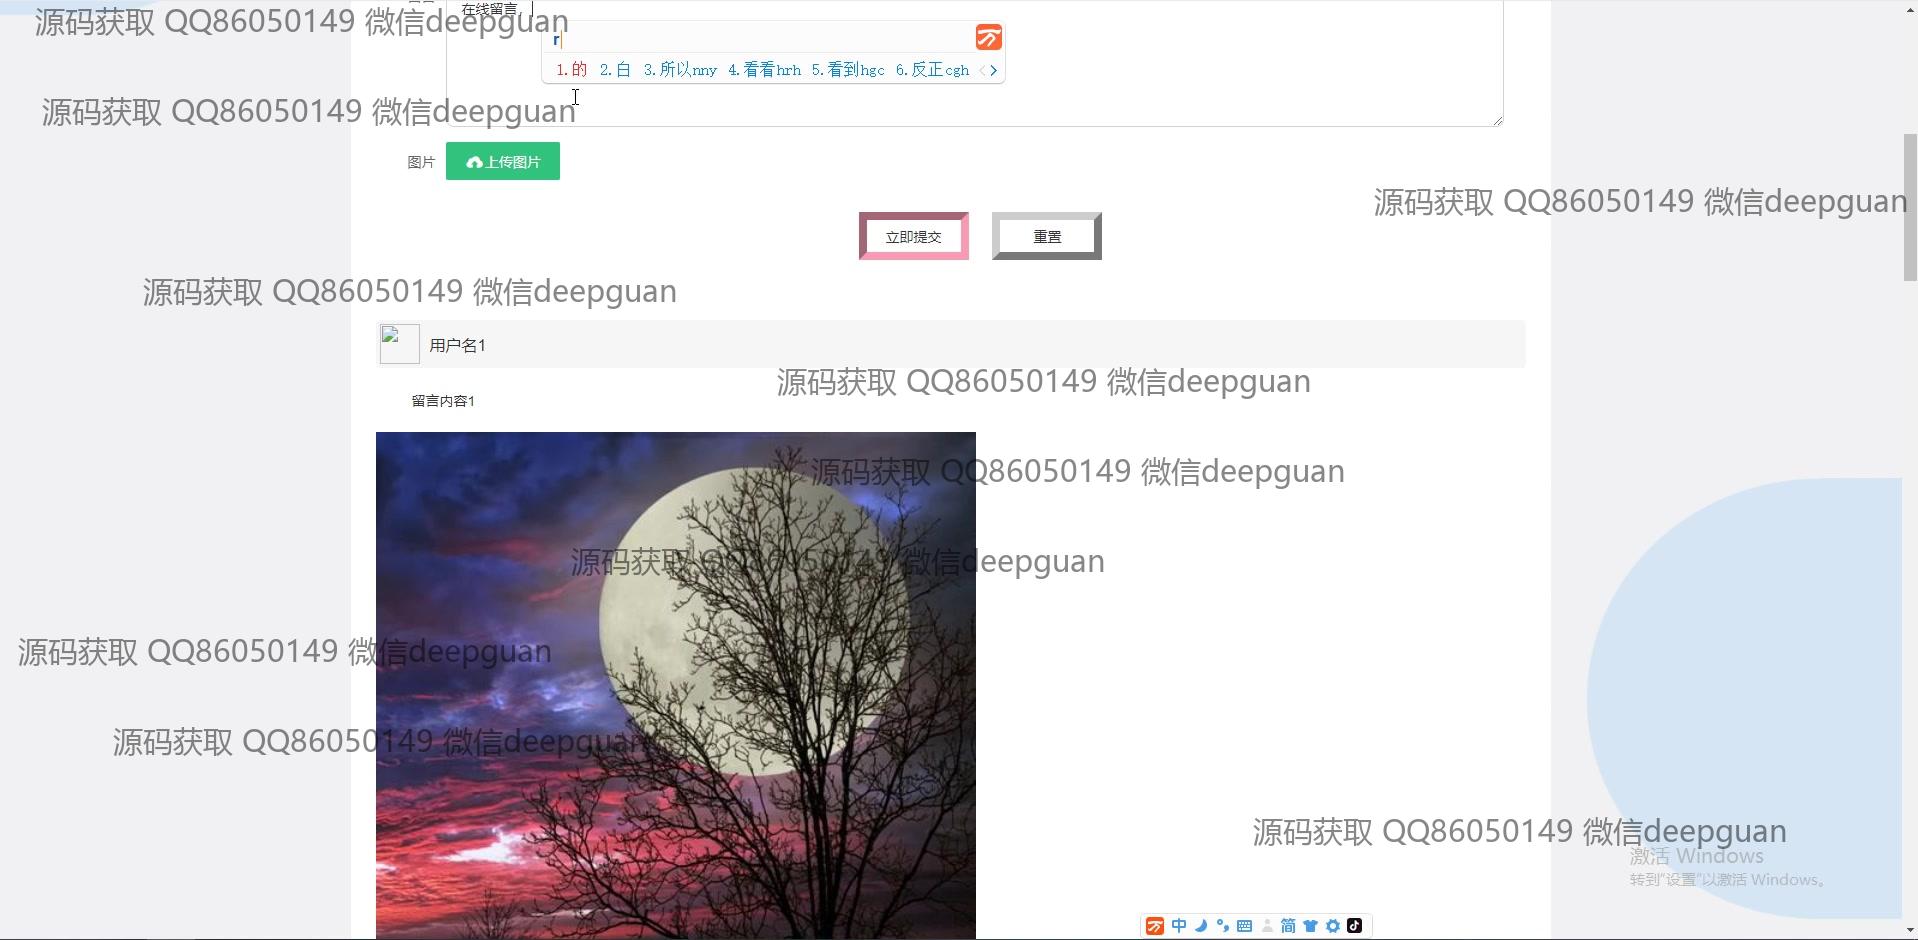 在线留言
源码获取 QQ86050149 微信deepguan
r
1.的 2.白 3.所以nny 4.看看hrh 5.看到hgc 6.反正cgh
源码获取 QQ86050149 微信deepguan
图片 上传图片
源码获取 QQ86050149 微信deepguan
立即提交 重置
源码获取 QQ86050149 微信deepguan
用户名1
源码获取 QQ86050149 微信deepguan
留言内容1
源码获取 QQ86050149 微信deepguan
源码获取 QQ86050149 微信deepguan
源码获取 QQ86050149 微信deepguan
源码获取 QQ86050149 微信deepguan
源码获取 QQ86050149 微信deepguan
激活 Windows
转到"设置"以激活 Windows。
中 简